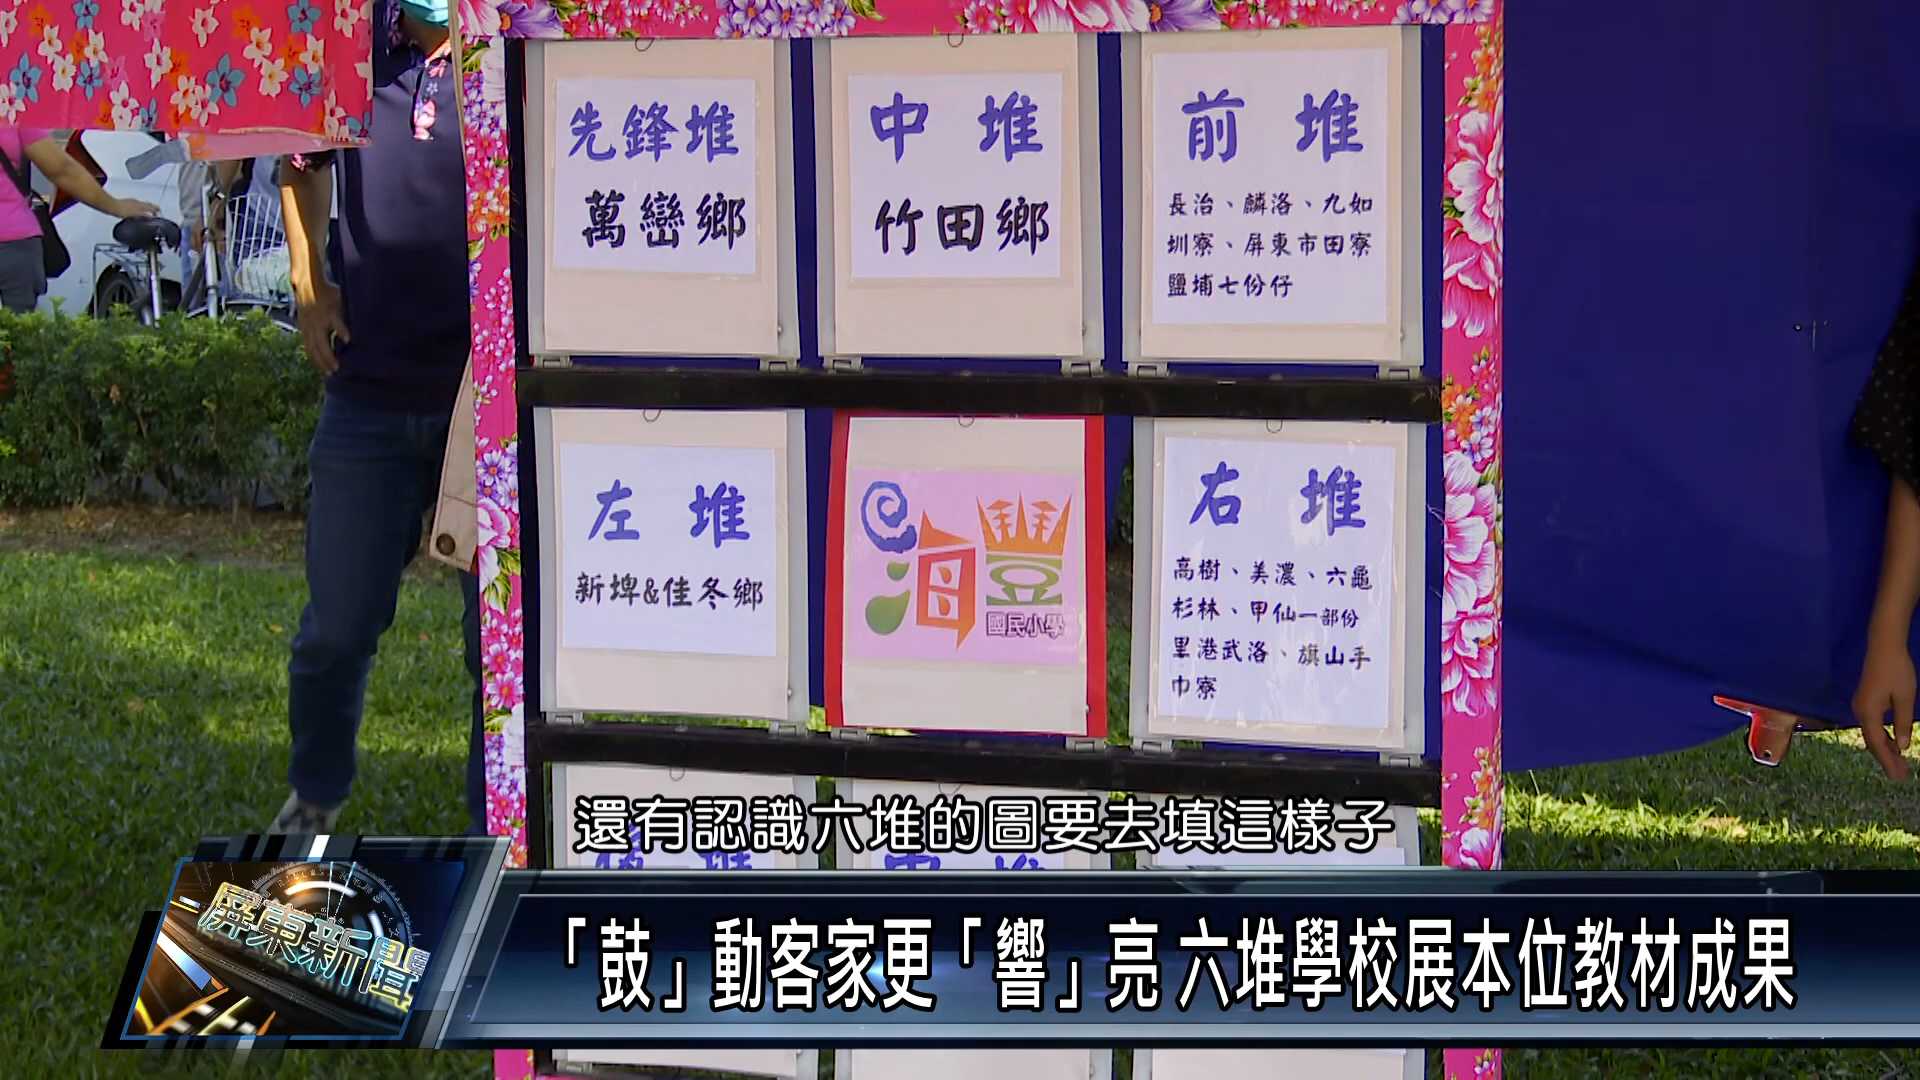 先鋒堆
萬巒鄉
中堆
竹田鄉
前堆
長治、麟洛、九如
圳寮、屏東市田寮
鹽埔七份仔
左堆
新埤&佳冬鄉
海豐
國民小學
右堆
高樹、美濃、六龜
杉林、甲仙一部份
里港武洛、旗山手
巾寮
還有認識六堆的圖要去填這樣子
屏東新聞
「鼓」動客家更「響」亮 六堆學校展本位教材成果